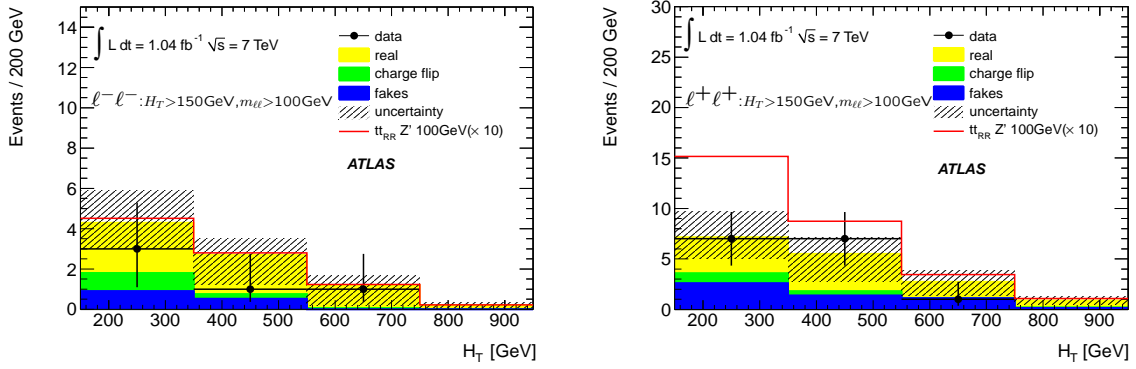 Events / 200 GeV
14
12
10
8
6
4
2
0
∫ L dt = 1.04 fb⁻¹ √s = 7 TeV
ℓ⁻ℓ⁻: H_T>150GeV, m_ℓℓ>100GeV
data
real
charge flip
fakes
uncertainty
tt_RR Z' 100GeV(× 10)
ATLAS
200 300 400 500 600 700 800 900
H_T [GeV]
Events / 200 GeV
30
25
20
15
10
5
0
∫ L dt = 1.04 fb⁻¹ √s = 7 TeV
ℓ⁺ℓ⁺: H_T>150GeV, m_ℓℓ>100GeV
data
real
charge flip
fakes
uncertainty
tt_RR Z' 100GeV(× 10)
ATLAS
200 300 400 500 600 700 800 900
H_T [GeV]